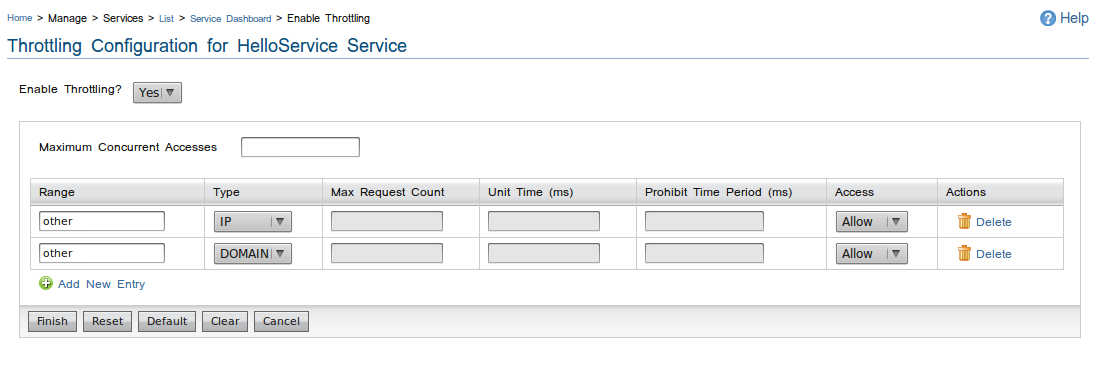 Home > Manage > Services > List > Service Dashboard > Enable Throttling
Help
Throttling Configuration for HelloService Service
Enable Throttling? Yes
Maximum Concurrent Accesses
Range Type Max Request Count Unit Time (ms) Prohibit Time Period (ms) Access Actions
other IP Allow Delete
other DOMAIN Allow Delete
Add New Entry
Finish Reset Default Clear Cancel